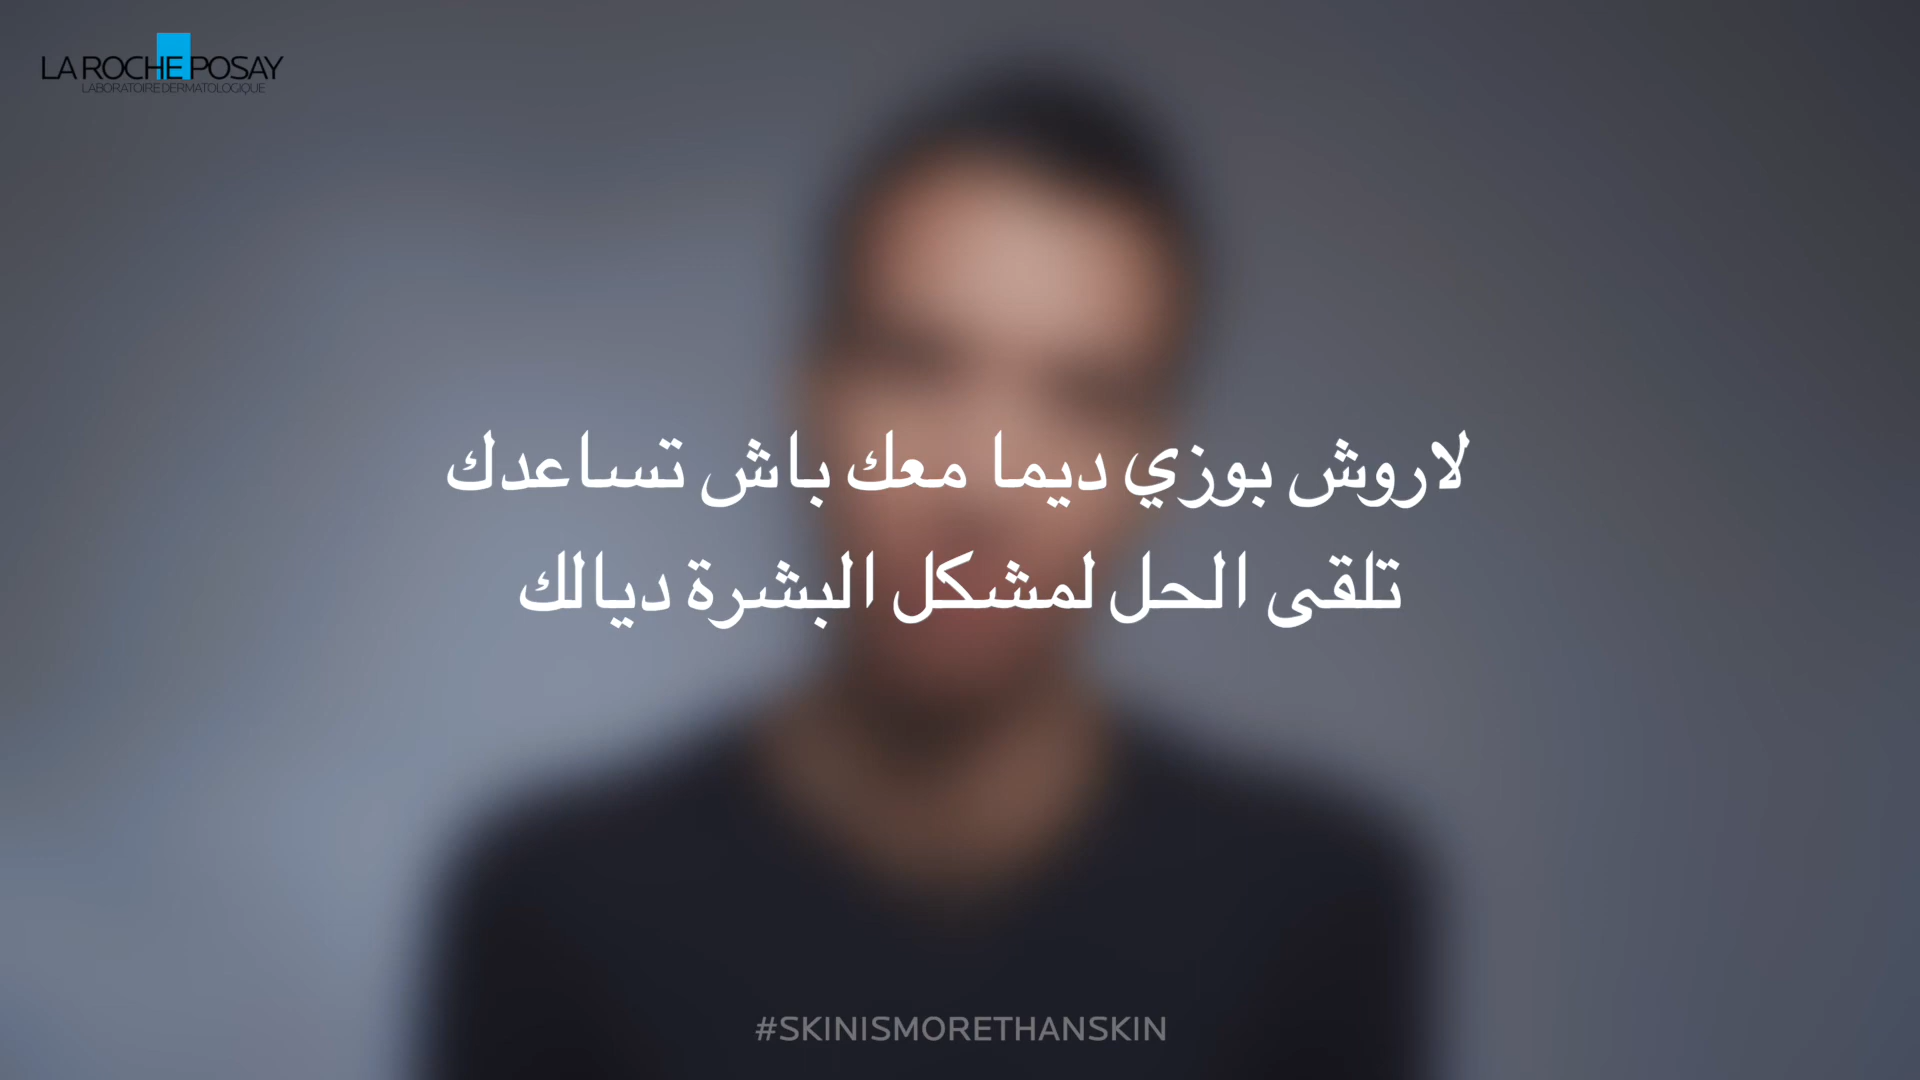 LA ROCHE POSAY
LABORATOIRE DERMATOLOGIQUE
لاروش بوزي ديما معك باش تساعدك
تلقى الحل لمشكل البشرة ديالك
#SKINISMORETHANSKIN